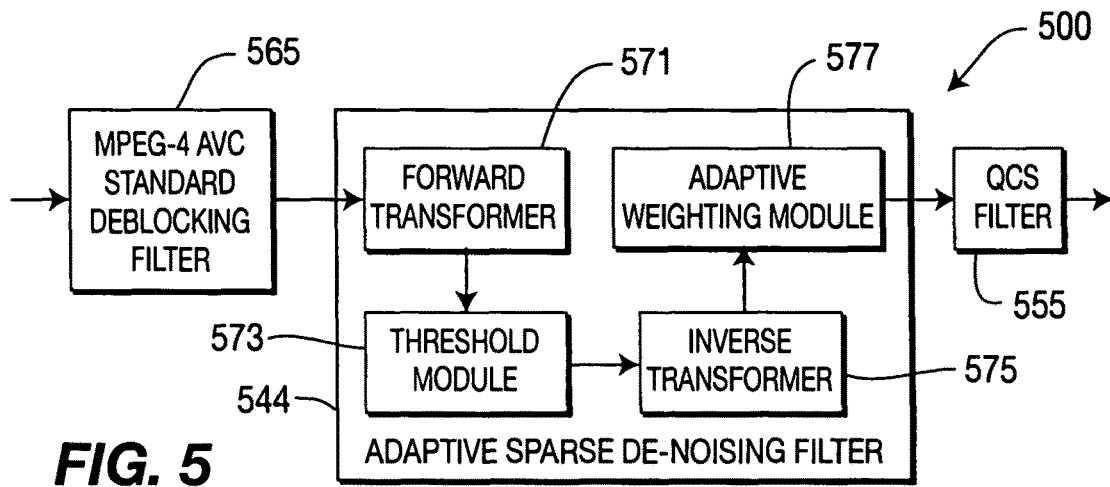 565
571
577
500
MPEG-4 AVC
STANDARD
DEBLOCKING
FILTER
FORWARD
TRANSFORMER
ADAPTIVE
WEIGHTING MODULE
QCS
FILTER
555
573
THRESHOLD
MODULE
INVERSE
TRANSFORMER
575
544
ADAPTIVE SPARSE DE-NOISING FILTER
FIG. 5